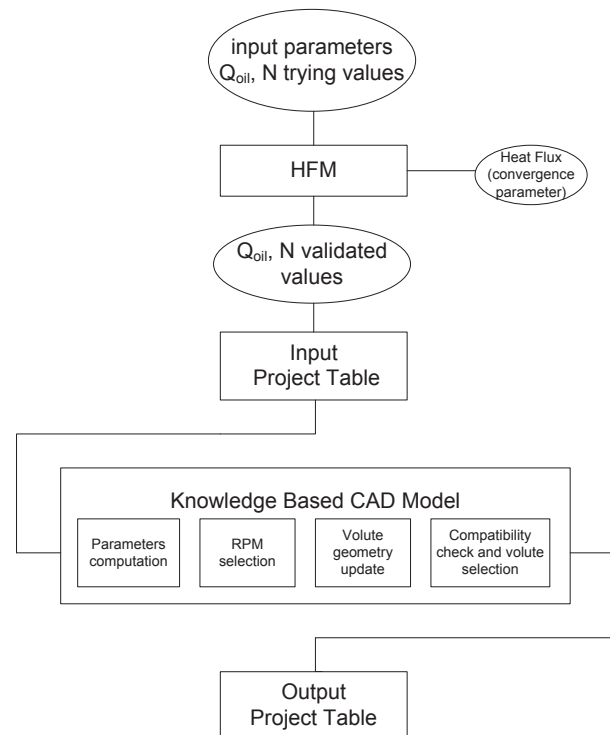 input parameters
Qoil, N trying values
HFM
Heat Flux
(convergence
parameter)
Qoil, N validated
values
Input
Project Table
Knowledge Based CAD Model
Parameters
computation
RPM
selection
Volute
geometry
update
Compatibility
check and volute
selection
Output
Project Table